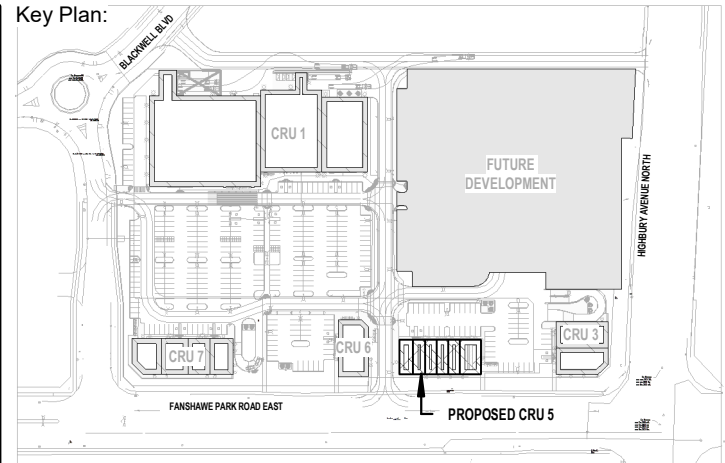 Key Plan:
BLACKWELL BLVD
CRU 1
FUTURE
DEVELOPMENT
HIGHBURY AVENUE NORTH
CRU 7
CRU 6
CRU 3
FANSHAWE PARK ROAD EAST
PROPOSED CRU 5